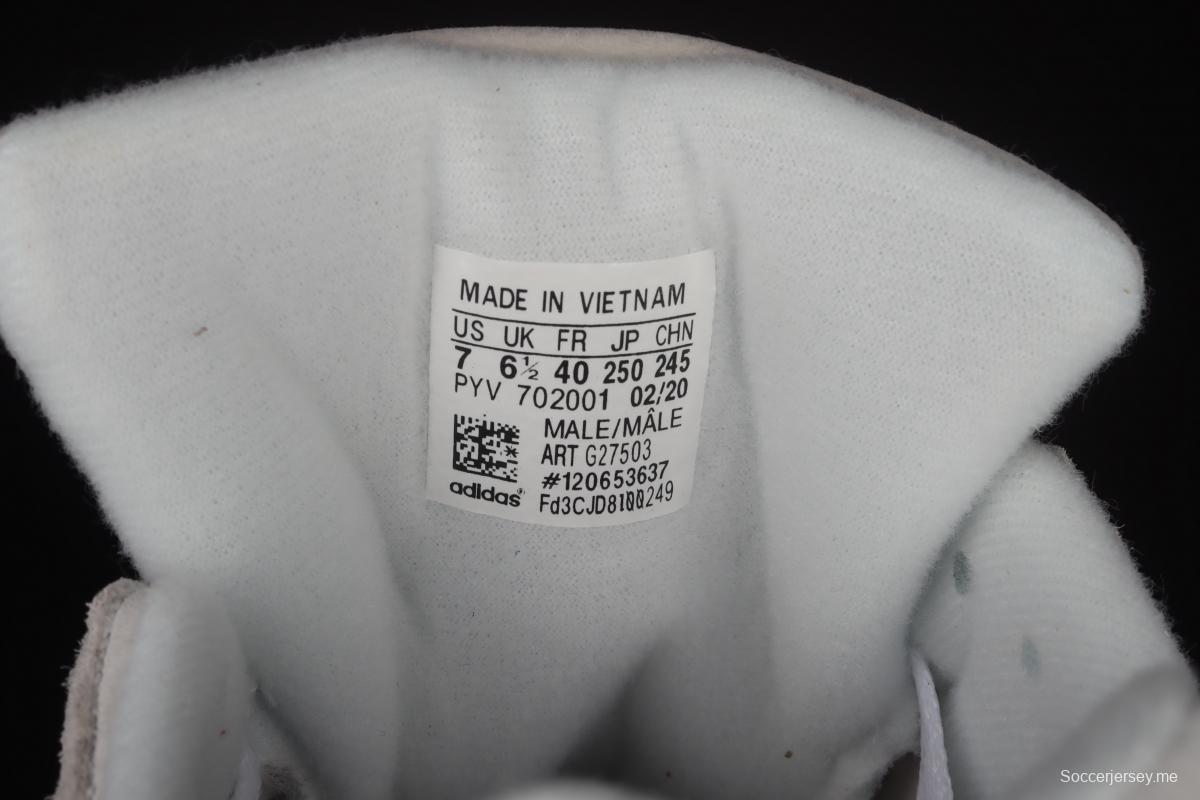 MADE IN VIETNAM
US UK FR JP CHN
7 6½ 40 250 245
PYV 702001 02/20
MALE/MÂLE
ART G27503
#120653637
adidas®
Soccerjersey.me